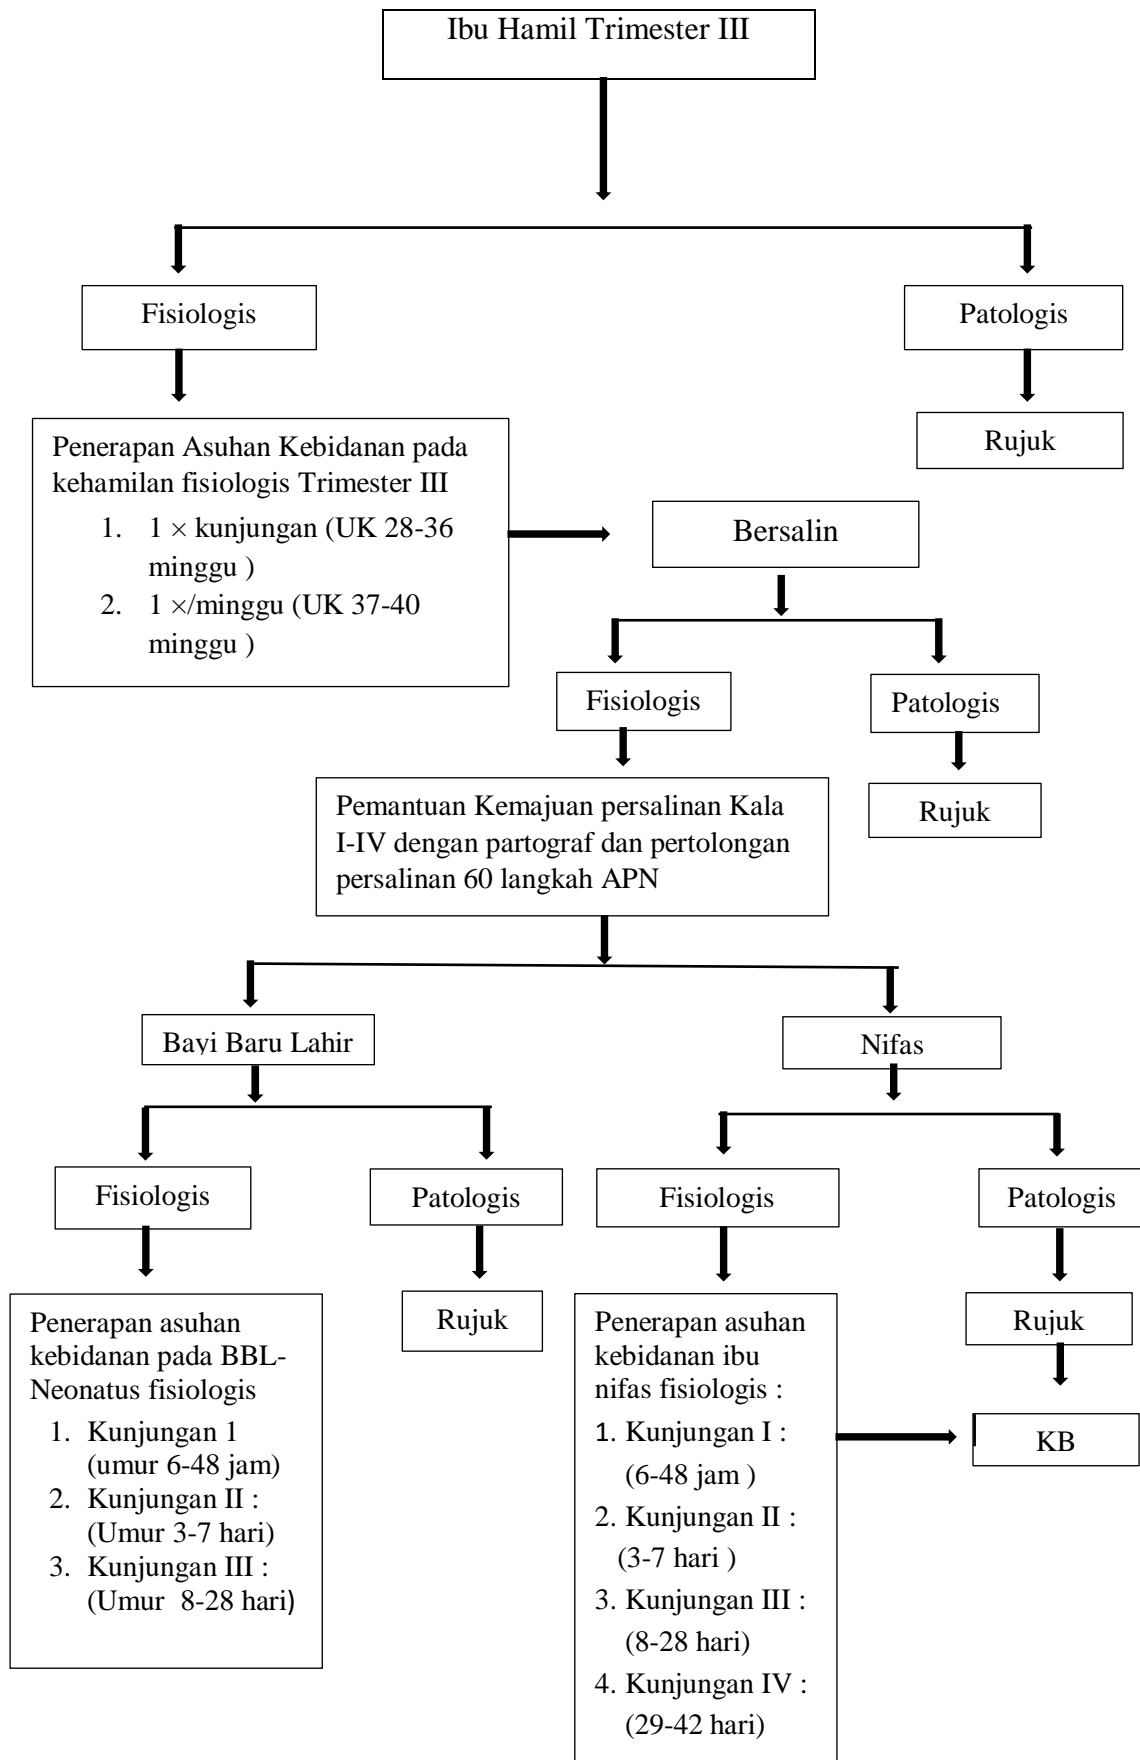 Ibu Hamil Trimester III
Fisiologis
Patologis
Rujuk
Penerapan Asuhan Kebidanan pada
kehamilan fisiologis Trimester III
1. 1 × kunjungan (UK 28-36
minggu )
2. 1 ×/minggu (UK 37-40
minggu )
Bersalin
Fisiologis
Patologis
Rujuk
Pemantuan Kemajuan persalinan Kala
I-IV dengan partograf dan pertolongan
persalinan 60 langkah APN
Bayi Baru Lahir
Nifas
Fisiologis
Patologis
Fisiologis
Patologis
Penerapan asuhan
kebidanan pada BBL-
Neonatus fisiologis
1. Kunjungan 1
(umur 6-48 jam)
2. Kunjungan II :
(Umur 3-7 hari)
3. Kunjungan III :
(Umur 8-28 hari)
Rujuk
Penerapan asuhan
kebidanan ibu
nifas fisiologis :
1. Kunjungan I :
(6-48 jam )
2. Kunjungan II :
(3-7 hari )
3. Kunjungan III :
(8-28 hari)
4. Kunjungan IV :
(29-42 hari)
Rujuk
KB